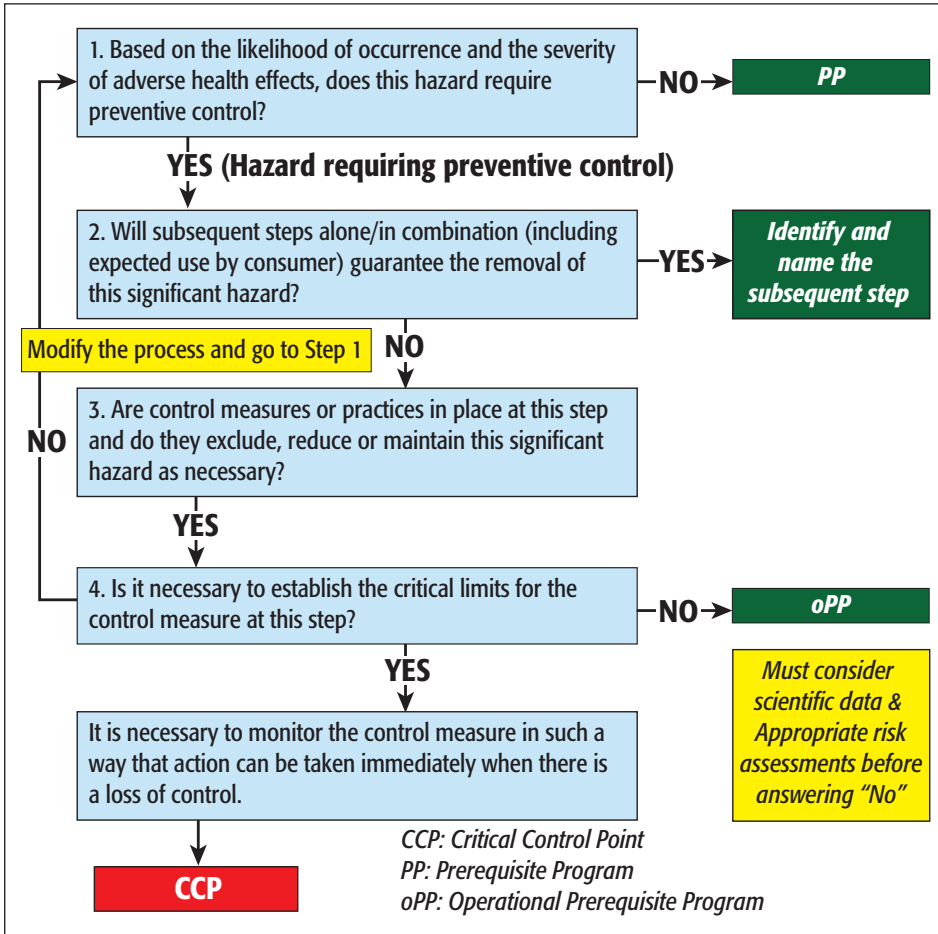 1. Based on the likelihood of occurrence and the severity
of adverse health effects, does this hazard require
preventive control?
NO
PP
YES (Hazard requiring preventive control)
2. Will subsequent steps alone/in combination (including
expected use by consumer) guarantee the removal of
this significant hazard?
YES
Identify and
name the
subsequent step
Modify the process and go to Step 1
NO
3. Are control measures or practices in place at this step
and do they exclude, reduce or maintain this significant
hazard as necessary?
NO
YES
4. Is it necessary to establish the critical limits for the
control measure at this step?
NO
oPP
YES
Must consider
scientific data &
Appropriate risk
assessments before
answering “No”
It is necessary to monitor the control measure in such a
way that action can be taken immediately when there is
a loss of control.
CCP
CCP: Critical Control Point
PP: Prerequisite Program
oPP: Operational Prerequisite Program